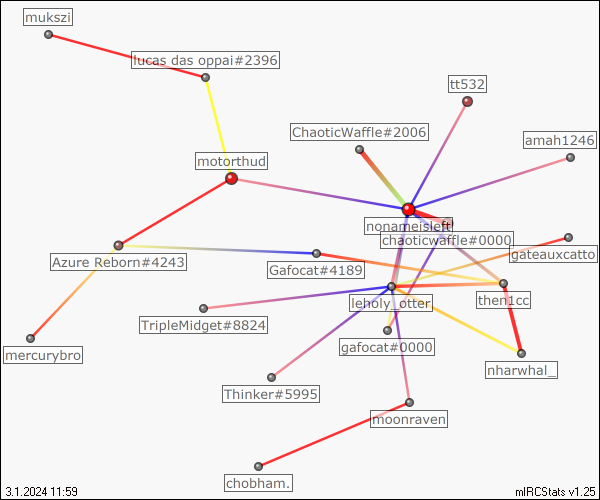 mukszi
lucas das oppai#2396
tt532
ChaoticWaffle#2006
amah1246
motorthud
nonameisleft
chaoticwaffle#0000
gateauxcatto
Azure Reborn#4243
Gafocat#4189
leholy_otter
then1cc
TripleMidget#8824
gafocat#0000
mercurybro
nharwhal_
Thinker#5995
moonraven
chobham.
3.1.2024 11:59
mIRCStats v1.25